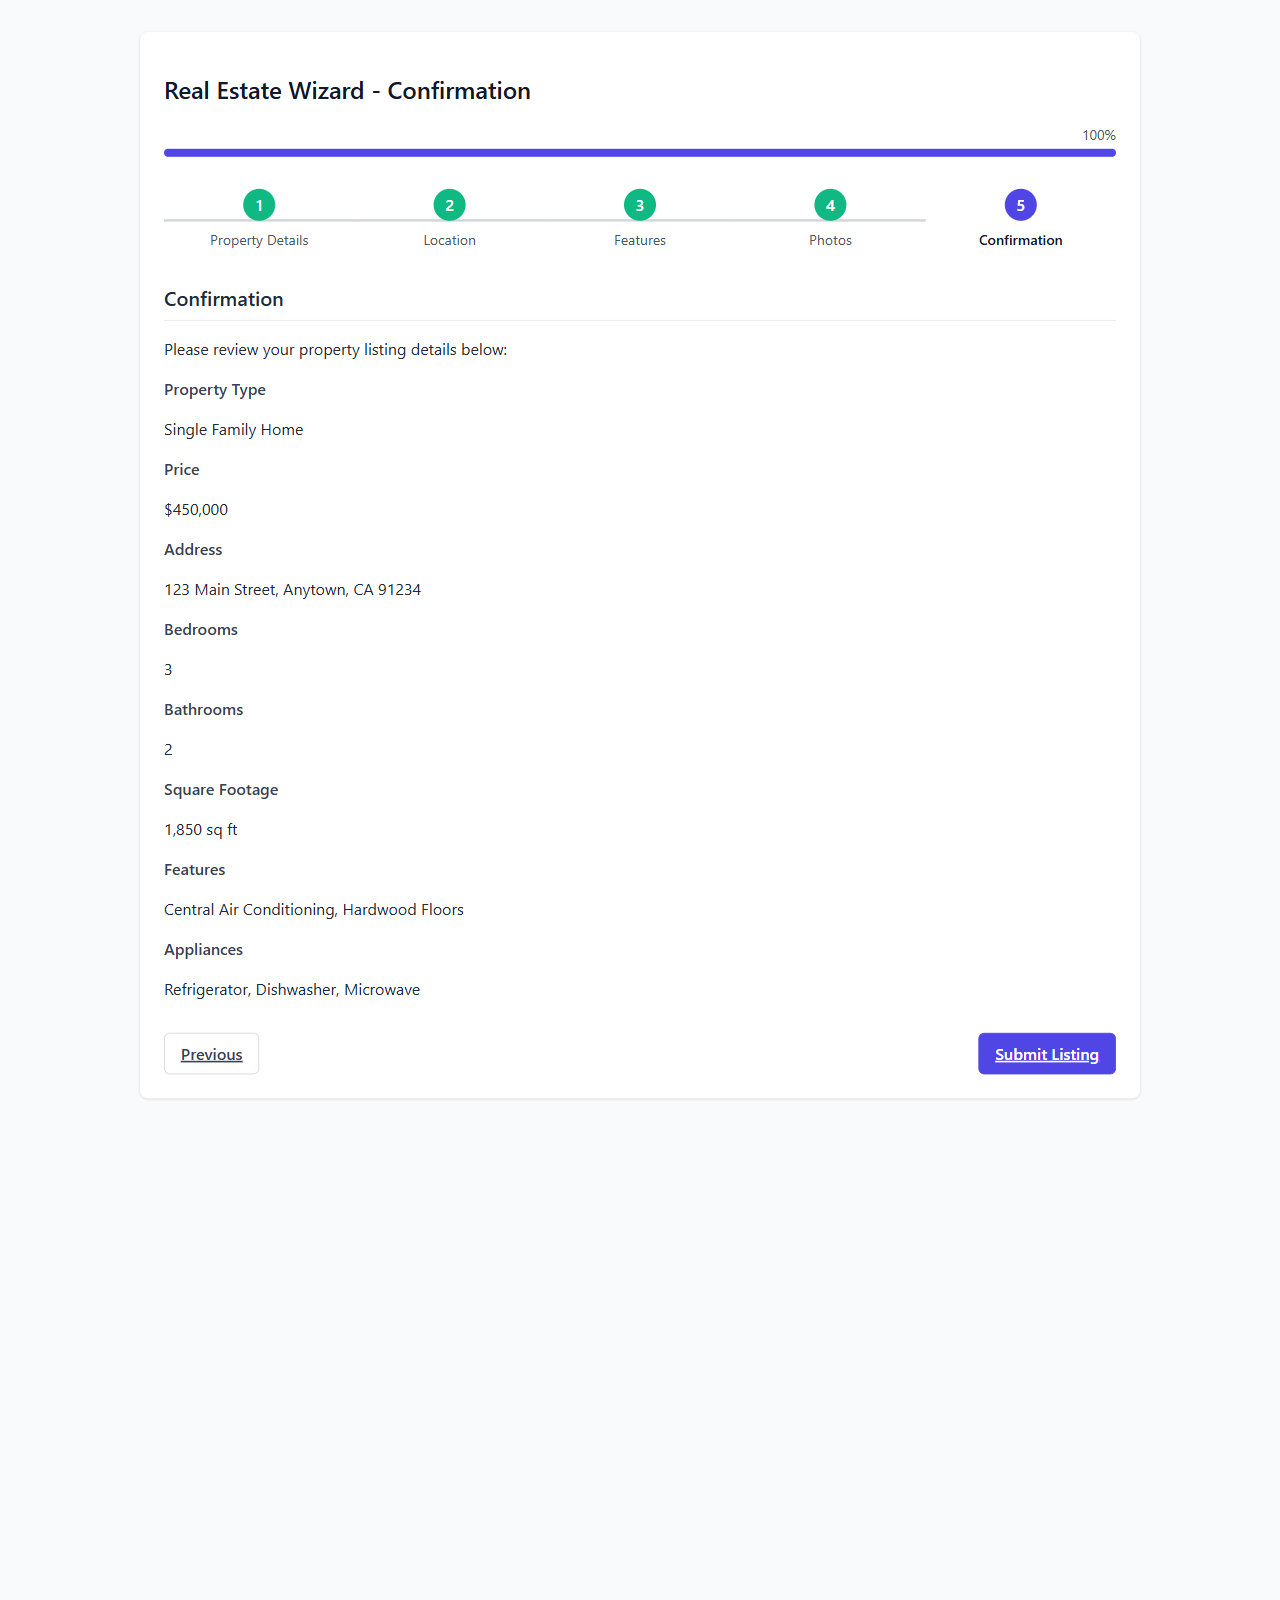 Real Estate Wizard - Confirmation
100%
1 2 3 4 5
Property Details Location Features Photos Confirmation
Confirmation
Please review your property listing details below:
Property Type
Single Family Home
Price
$450,000
Address
123 Main Street, Anytown, CA 91234
Bedrooms
3
Bathrooms
2
Square Footage
1,850 sq ft
Features
Central Air Conditioning, Hardwood Floors
Appliances
Refrigerator, Dishwasher, Microwave
Previous Submit Listing